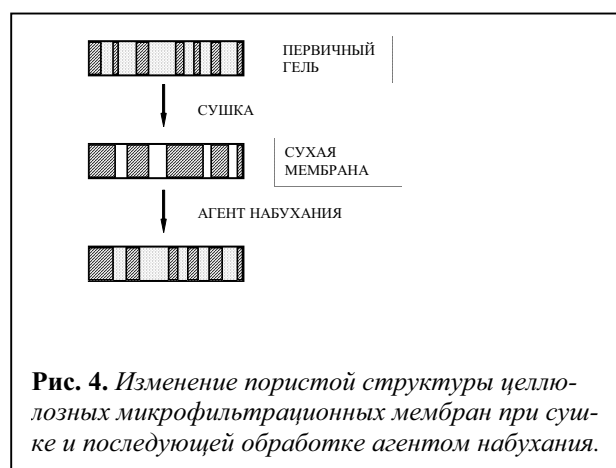 ПЕРВИЧНЫЙ
ГЕЛЬ
СУШКА
СУХАЯ
МЕМБРАНА
АГЕНТ НАБУХАНИЯ
Рис. 4. Изменение пористой структуры целлю-
лозных микрофильтрационных мембран при суш-
ке и последующей обработке агентом набухания.